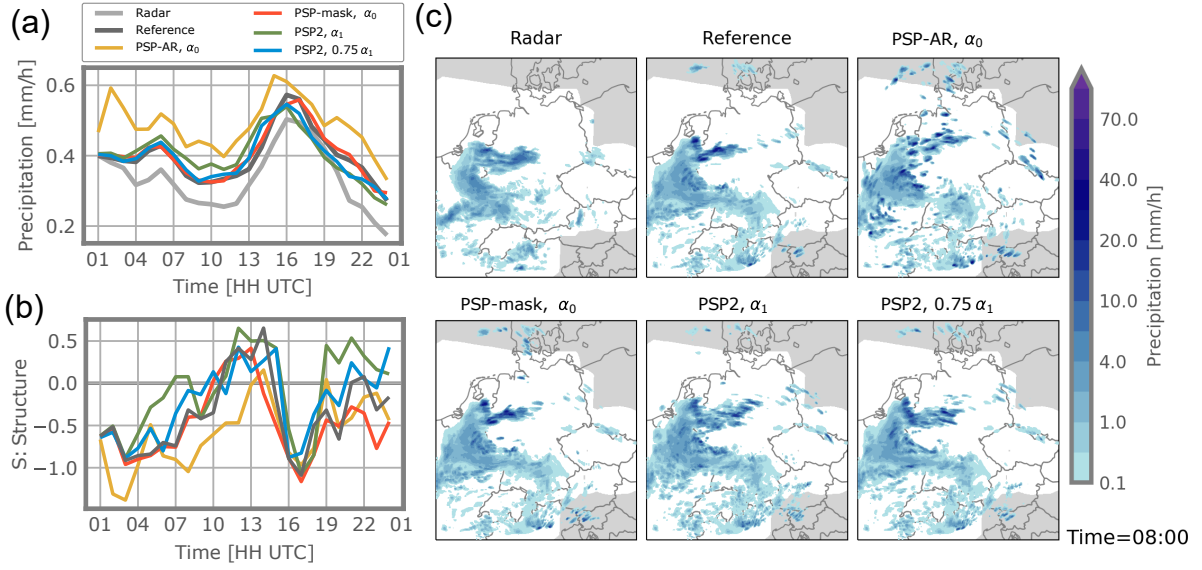 (a)
Radar
Reference
PSP-AR, α₀
PSP-mask, α₀
PSP2, α₁
PSP2, 0.75 α₁
Precipitation [mm/h]
0.6
0.4
0.2
01 04 07 10 13 16 19 22 01
Time [HH UTC]
(b)
S: Structure
0.5
0.0
−0.5
−1.0
01 04 07 10 13 16 19 22 01
Time [HH UTC]
(c)
Radar
Reference
PSP-AR, α₀
PSP-mask, α₀
PSP2, α₁
PSP2, 0.75 α₁
70.0
40.0
20.0
10.0
4.0
1.0
0.4
0.1
Precipitation [mm/h]
Time=08:00